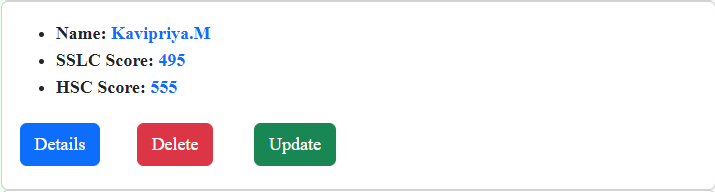 Name: Kavipriya.M
SSLC Score: 495
HSC Score: 555
Details Delete Update